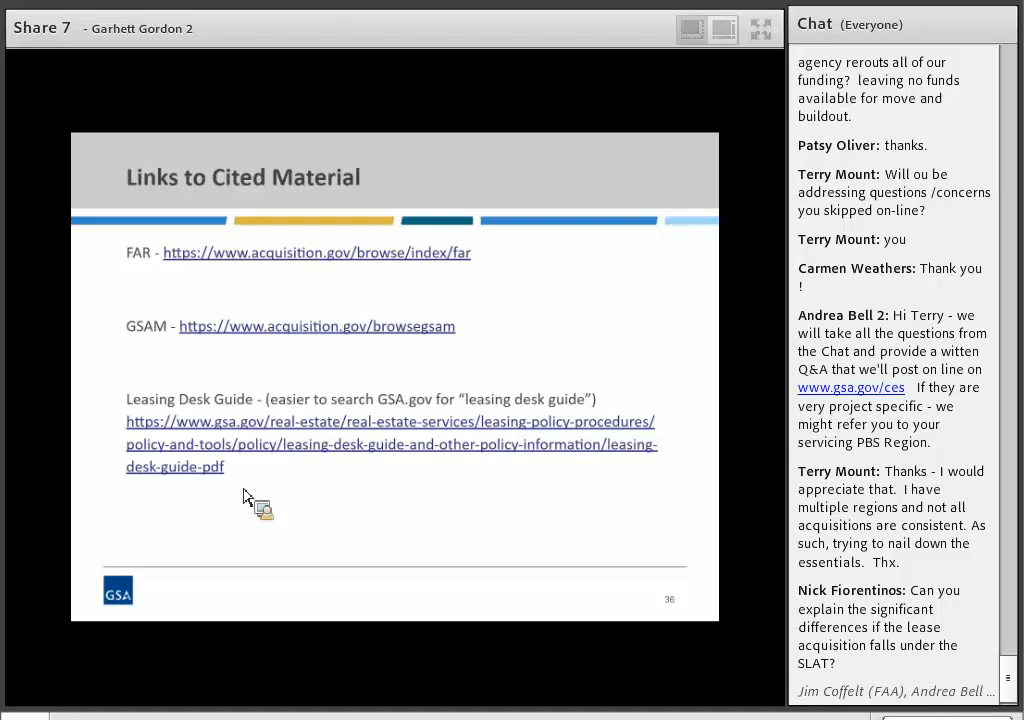 Share 7 - Garhett Gordon 2
Links to Cited Material
FAR - https://www.acquisition.gov/browse/index/far
GSAM - https://www.acquisition.gov/browsegsam
Leasing Desk Guide - (easier to search GSA.gov for “leasing desk guide”)
https://www.gsa.gov/real-estate/real-estate-services/leasing-policy-procedures/
policy-and-tools/policy/leasing-desk-guide-and-other-policy-information/leasing-
desk-guide-pdf
GSA
36
Chat (Everyone)
agency rerouts all of our
funding? leaving no funds
available for move and
buildout.
Patsy Oliver: thanks.
Terry Mount: Will ou be
addressing questions /concerns
you skipped on-line?
Terry Mount: you
Carmen Weathers: Thank you
!
Andrea Bell 2: Hi Terry - we
will take all the questions from
the Chat and provide a witten
Q&A that we'll post on line on
www.gsa.gov/ces If they are
very project specific - we
might refer you to your
servicing PBS Region.
Terry Mount: Thanks - I would
appreciate that. I have
multiple regions and not all
acquisitions are consistent. As
such, trying to nail down the
essentials. Thx.
Nick Fiorentinos: Can you
explain the significant
differences if the lease
acquisition falls under the
SLAT?
Jim Coffelt (FAA), Andrea Bell ...